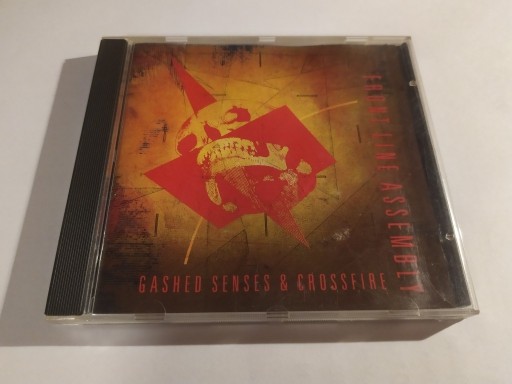 FRONT LINE ASSEMBLY
GASHED SENSES & CROSSFIRE